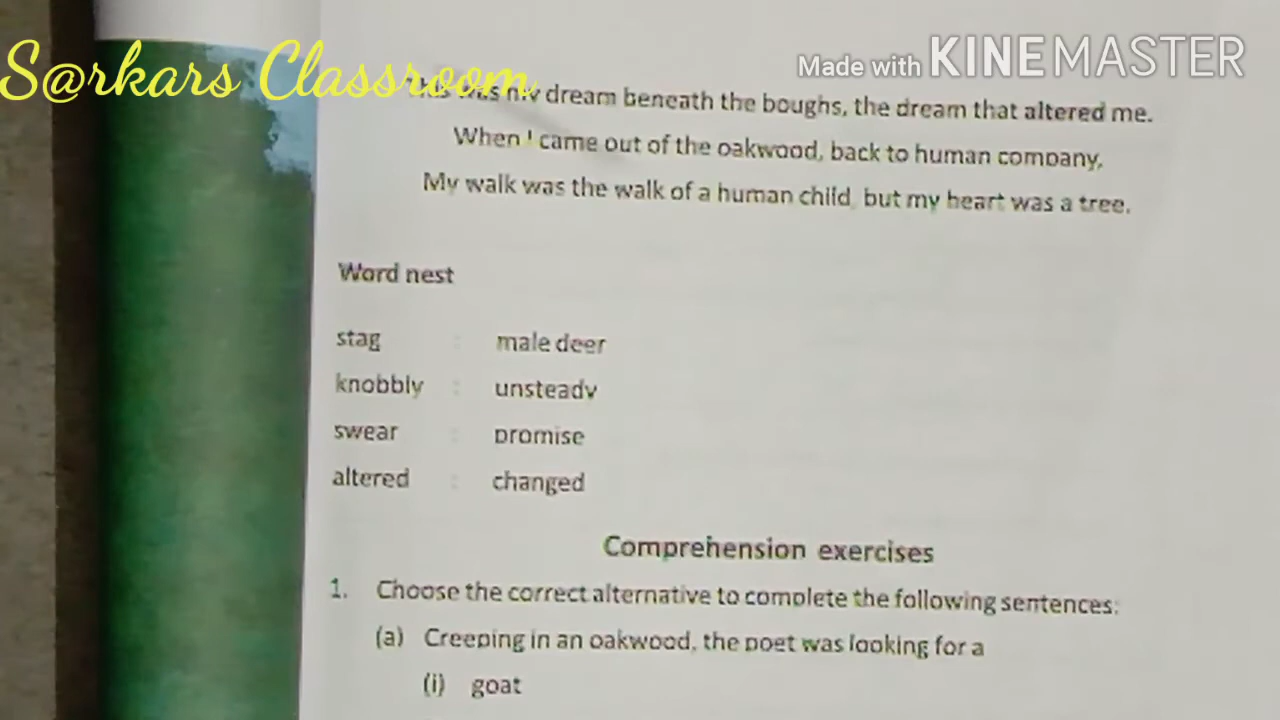 S@rkars Classroom
Made with KINEMASTER
was my dream beneath the boughs, the dream that altered me.
When I came out of the oakwood, back to human company,
My walk was the walk of a human child, but my heart was a tree.
Word nest
stag : male deer
knobbly : unsteady
swear : promise
altered : changed
Comprehension exercises
1. Choose the correct alternative to complete the following sentences:
(a) Creeping in an oakwood, the poet was looking for a
(i) goat